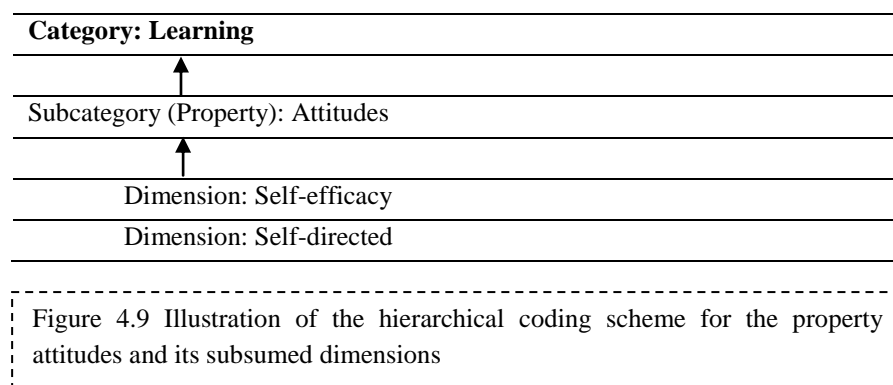 Category: Learning
Subcategory (Property): Attitudes
Dimension: Self-efficacy
Dimension: Self-directed
Figure 4.9 Illustration of the hierarchical coding scheme for the property
attitudes and its subsumed dimensions